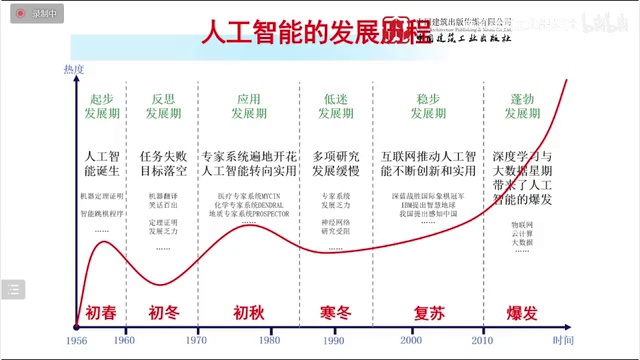 录制中
人工智能的发展历程
中国建筑出版传媒有限公司
中国建筑工业出版社
bilibili
热度
起步
发展期
反思
发展期
应用
发展期
低迷
发展期
稳步
发展期
蓬勃
发展期
人工智
能诞生
任务失败
目标落空
专家系统遍地开花
人工智能转向实用
多项研究
发展缓慢
互联网推动人工智
能不断创新和实用
深度学习与
大数据星期
带来了人工
智能的爆发
机器定理证明
智能跳棋程序
……
机器翻译
笑话百出
定理证明
发展乏力
……
医疗专家系统MYCIN
化学专家系统DENDRAL
地质专家系统PROSPECTOR
……
专家系统
发展乏力
神经网络
研究受阻
……
深蓝战胜国际象棋冠军
IBM提出智慧地球
我国提出感知中国
……
物联网
云计算
大数据
……
初春
初冬
初秋
寒冬
复苏
爆发
1956
1960
1970
1980
1990
2000
2010
时间